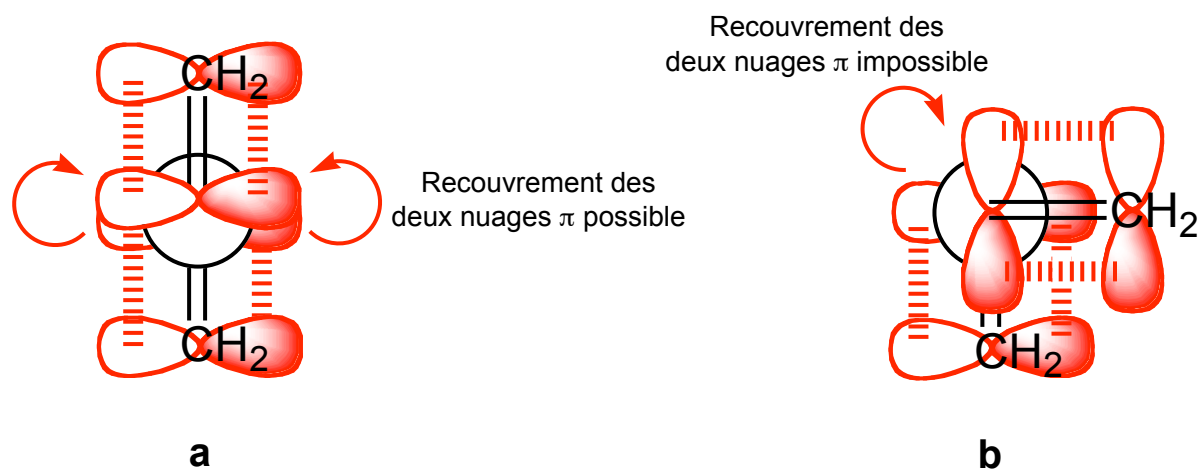 Recouvrement des
deux nuages π impossible
CH2
CH2
Recouvrement des
deux nuages π possible
CH2
CH2
a
b